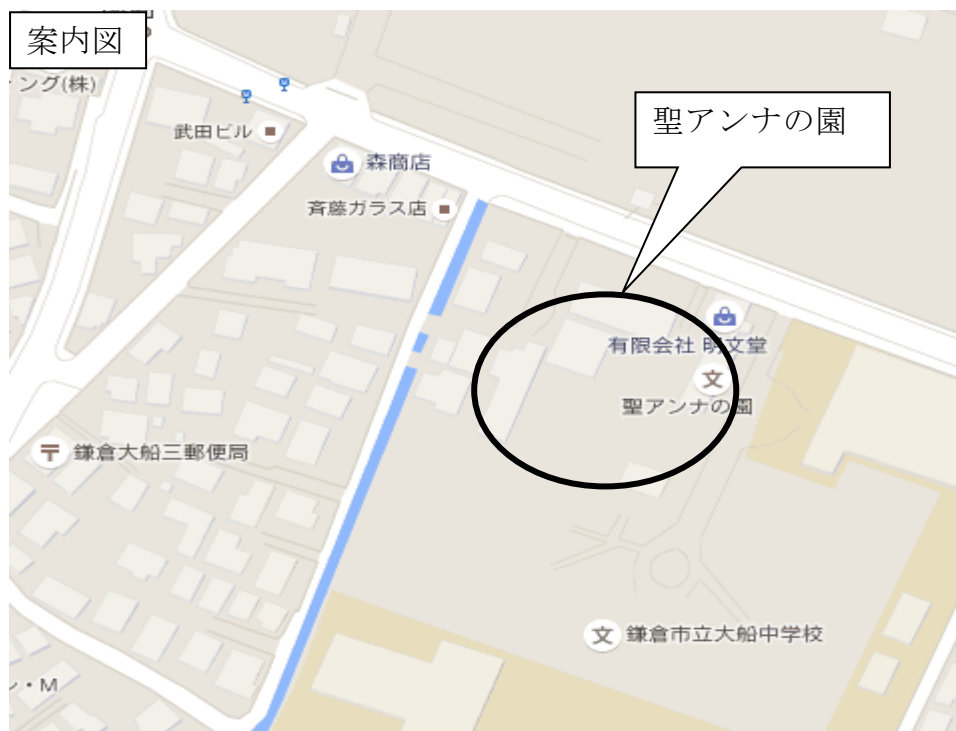 案内図
ング(株)
武田ビル
森商店
斉藤ガラス店
聖アンナの園
有限会社 明文堂
文
聖アンナの園
〒 鎌倉大船三郵便局
文 鎌倉市立大船中学校
・M